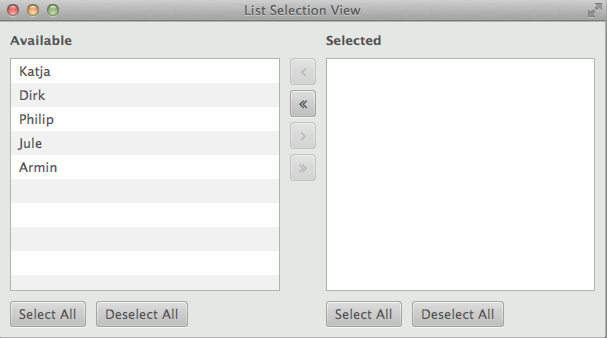 List Selection View
Available
Selected
Katja
Dirk
Philip
Jule
Armin
Select All
Deselect All
Select All
Deselect All